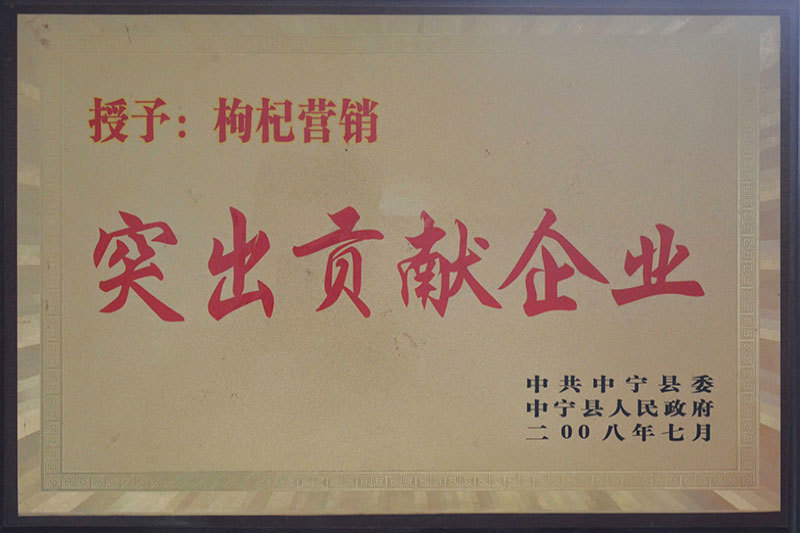 授予：枸杞营销
突出贡献企业
中共中宁县委
中宁县人民政府
二00八年七月